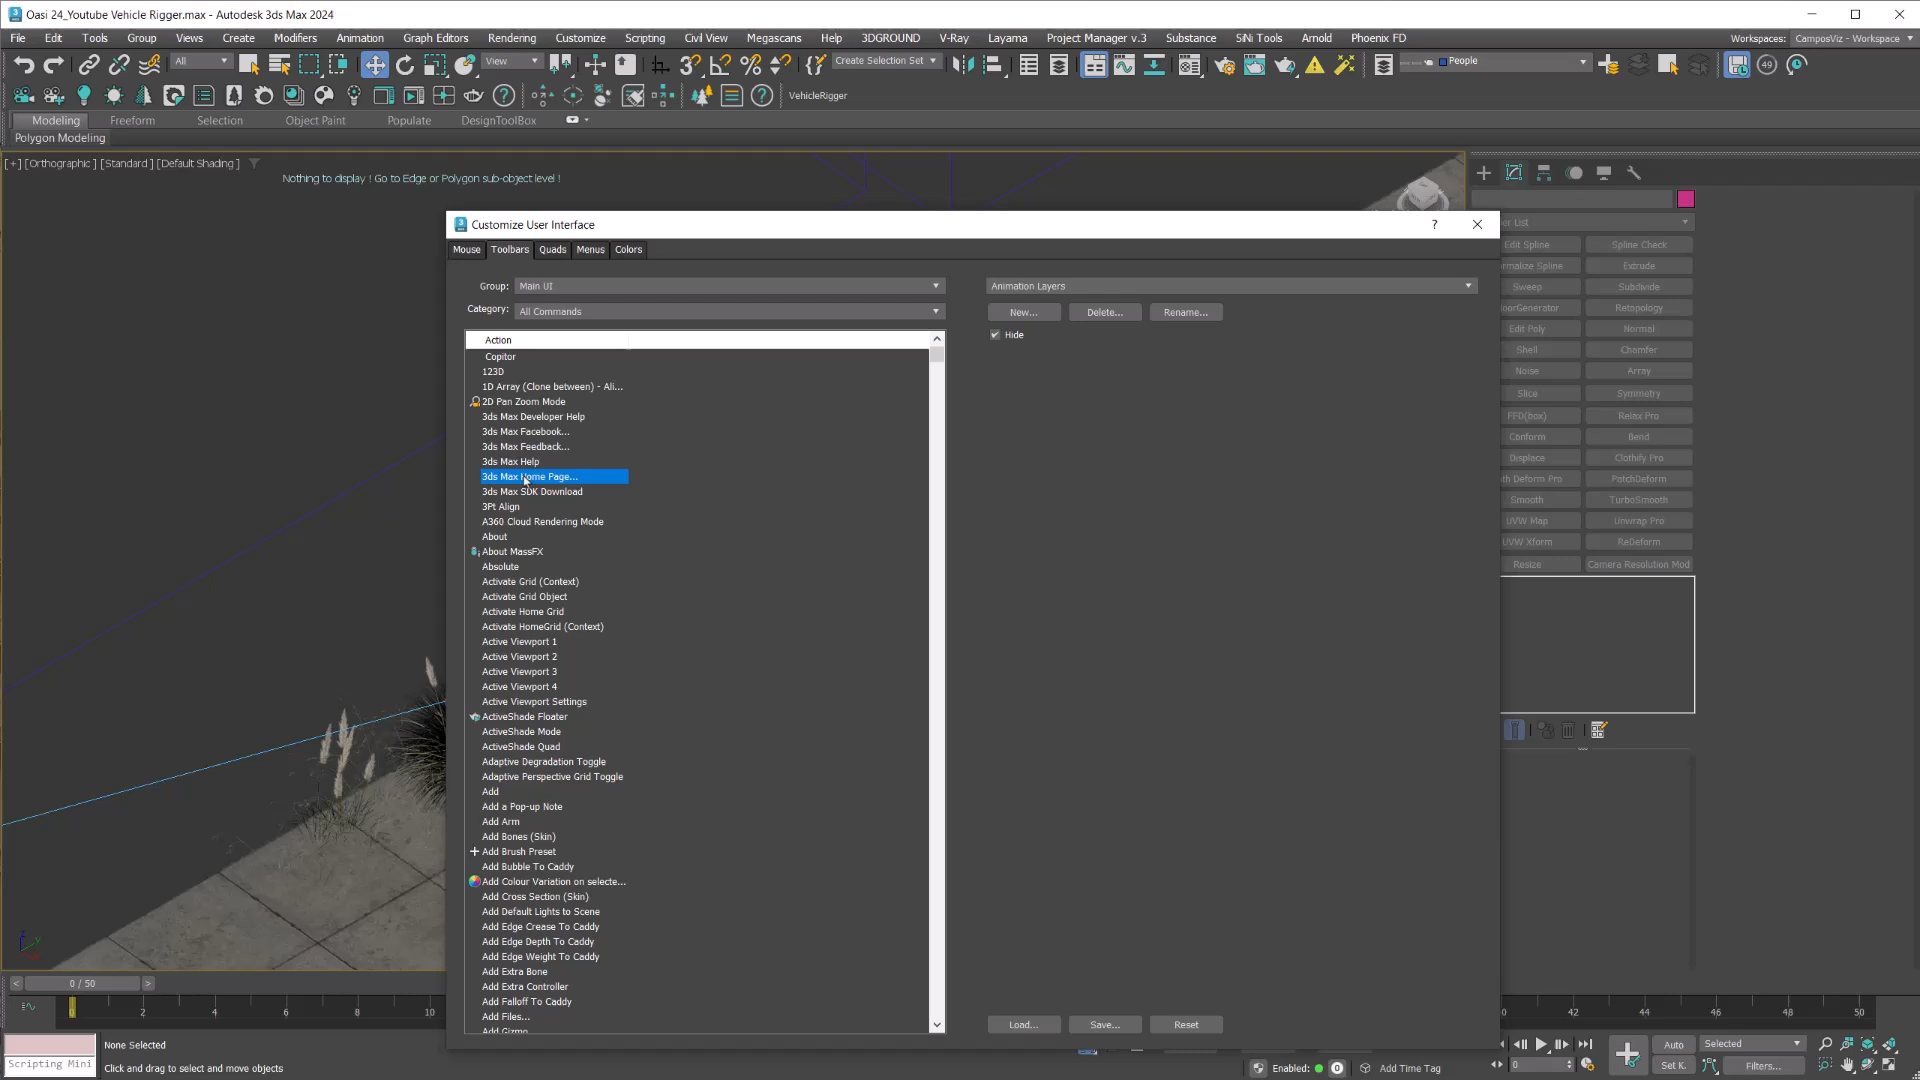 Oasi 24_Youtube Vehicle Rigger.max - Autodesk 3ds Max 2024
File Edit Tools Group Views Create Modifiers Animation Graph Editors Rendering Customize Scripting Civil View Megascans Help 3DGROUND V-Ray Layama Project Manager v.3 Substance SiNi Tools Arnold Phoenix FD Workspaces: CamposViz - Workspace
All View Create Selection Set People
VehicleRigger
Modeling Freeform Selection Object Paint Populate DesignToolBox
Polygon Modeling
[+] [Orthographic ] [Standard ] [Default Shading ]
Nothing to display ! Go to Edge or Polygon sub-object level !
Customize User Interface
Mouse Toolbars Quads Menus Colors
Group: Main UI
Category: All Commands
Action
Copitor
123D
1D Array (Clone between) - Ali...
2D Pan Zoom Mode
3ds Max Developer Help
3ds Max Facebook...
3ds Max Feedback...
3ds Max Help
3ds Max Home Page...
3ds Max SDK Download
3Pt Align
A360 Cloud Rendering Mode
About
About MassFX
Absolute
Activate Grid (Context)
Activate Grid Object
Activate Home Grid
Activate HomeGrid (Context)
Active Viewport 1
Active Viewport 2
Active Viewport 3
Active Viewport 4
Active Viewport Settings
ActiveShade Floater
ActiveShade Mode
ActiveShade Quad
Adaptive Degradation Toggle
Adaptive Perspective Grid Toggle
Add
Add a Pop-up Note
Add Arm
Add Bones (Skin)
Add Brush Preset
Add Bubble To Caddy
Add Colour Variation on selecte...
Add Cross Section (Skin)
Add Default Lights to Scene
Add Edge Crease To Caddy
Add Edge Depth To Caddy
Add Edge Weight To Caddy
Add Extra Bone
Add Extra Controller
Add Falloff To Caddy
Add Files...
Add Gizmo
Animation Layers
New... Delete... Rename...
Hide
Load... Save... Reset
er List
Edit Spline Spline Check
rmalize Spline Extrude
Sweep Subdivide
loorGenerator Retopology
Edit Poly Normal
Shell Chamfer
Noise Array
Slice Symmetry
FFD(box) Relax Pro
Conform Bend
Displace Clothify Pro
th Deform Pro PatchDeform
Smooth TurboSmooth
UVW Map Unwrap Pro
UVW Xform ReDeform
Resize Camera Resolution Mod
0 / 50
0 2 4 6 8 10 42 44 46 48 50
None Selected
Scripting Mini
Click and drag to select and move objects
Enabled: 0 Add Time Tag
0
Auto Selected
Set K. Filters...